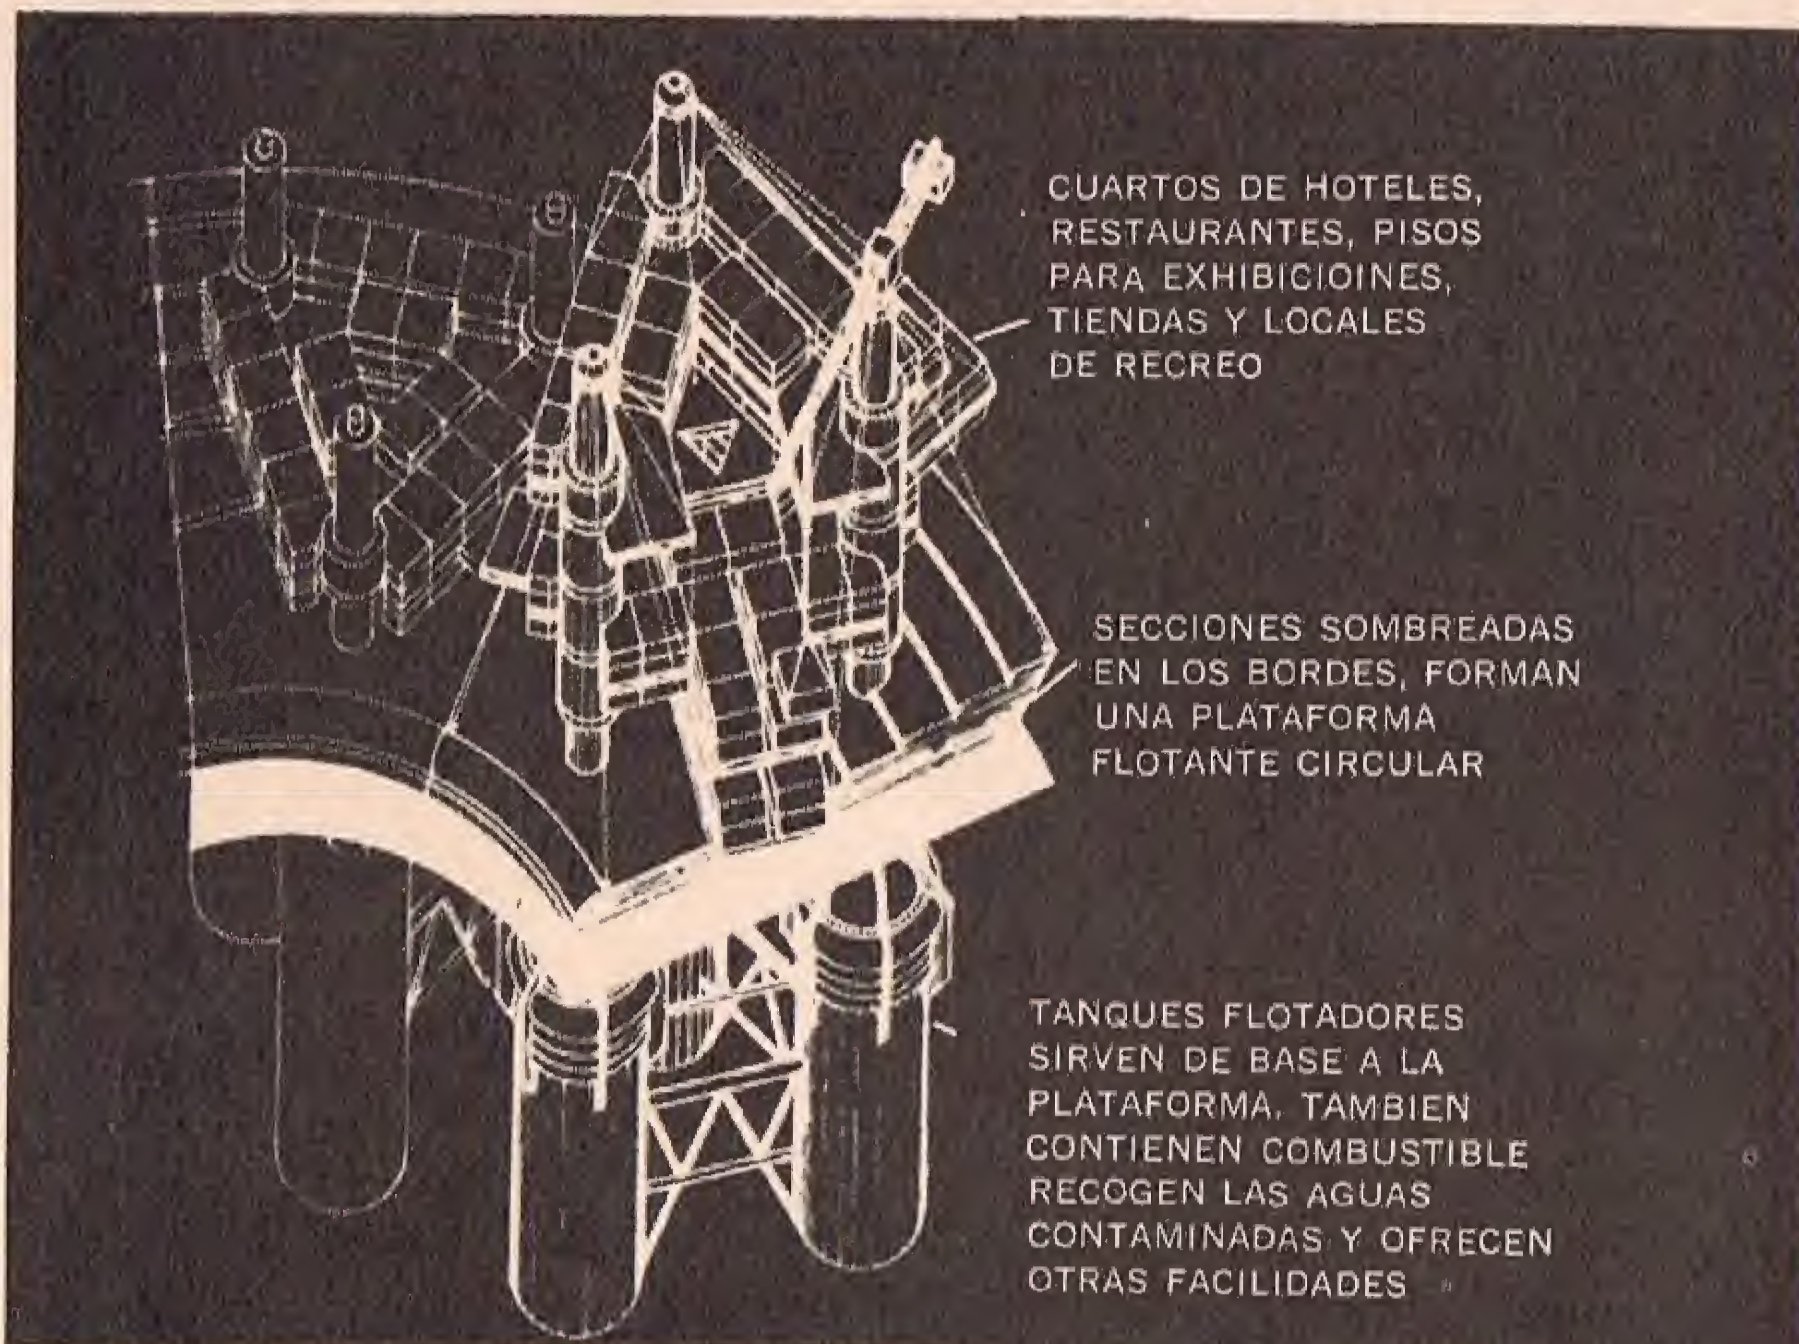 CUARTOS DE HOTELES,
RESTAURANTES, PISOS
PARA EXHIBICIOINES,
TIENDAS Y LOCALES
DE RECREO
SECCIONES SOMBREADAS
EN LOS BORDES, FORMAN
UNA PLATAFORMA
FLOTANTE CIRCULAR
TANQUES FLOTADORES
SIRVEN DE BASE A LA
PLATAFORMA. TAMBIEN
CONTIENEN COMBUSTIBLE
RECOGEN LAS AGUAS
CONTAMINADAS Y OFRECEN
OTRAS FACILIDADES